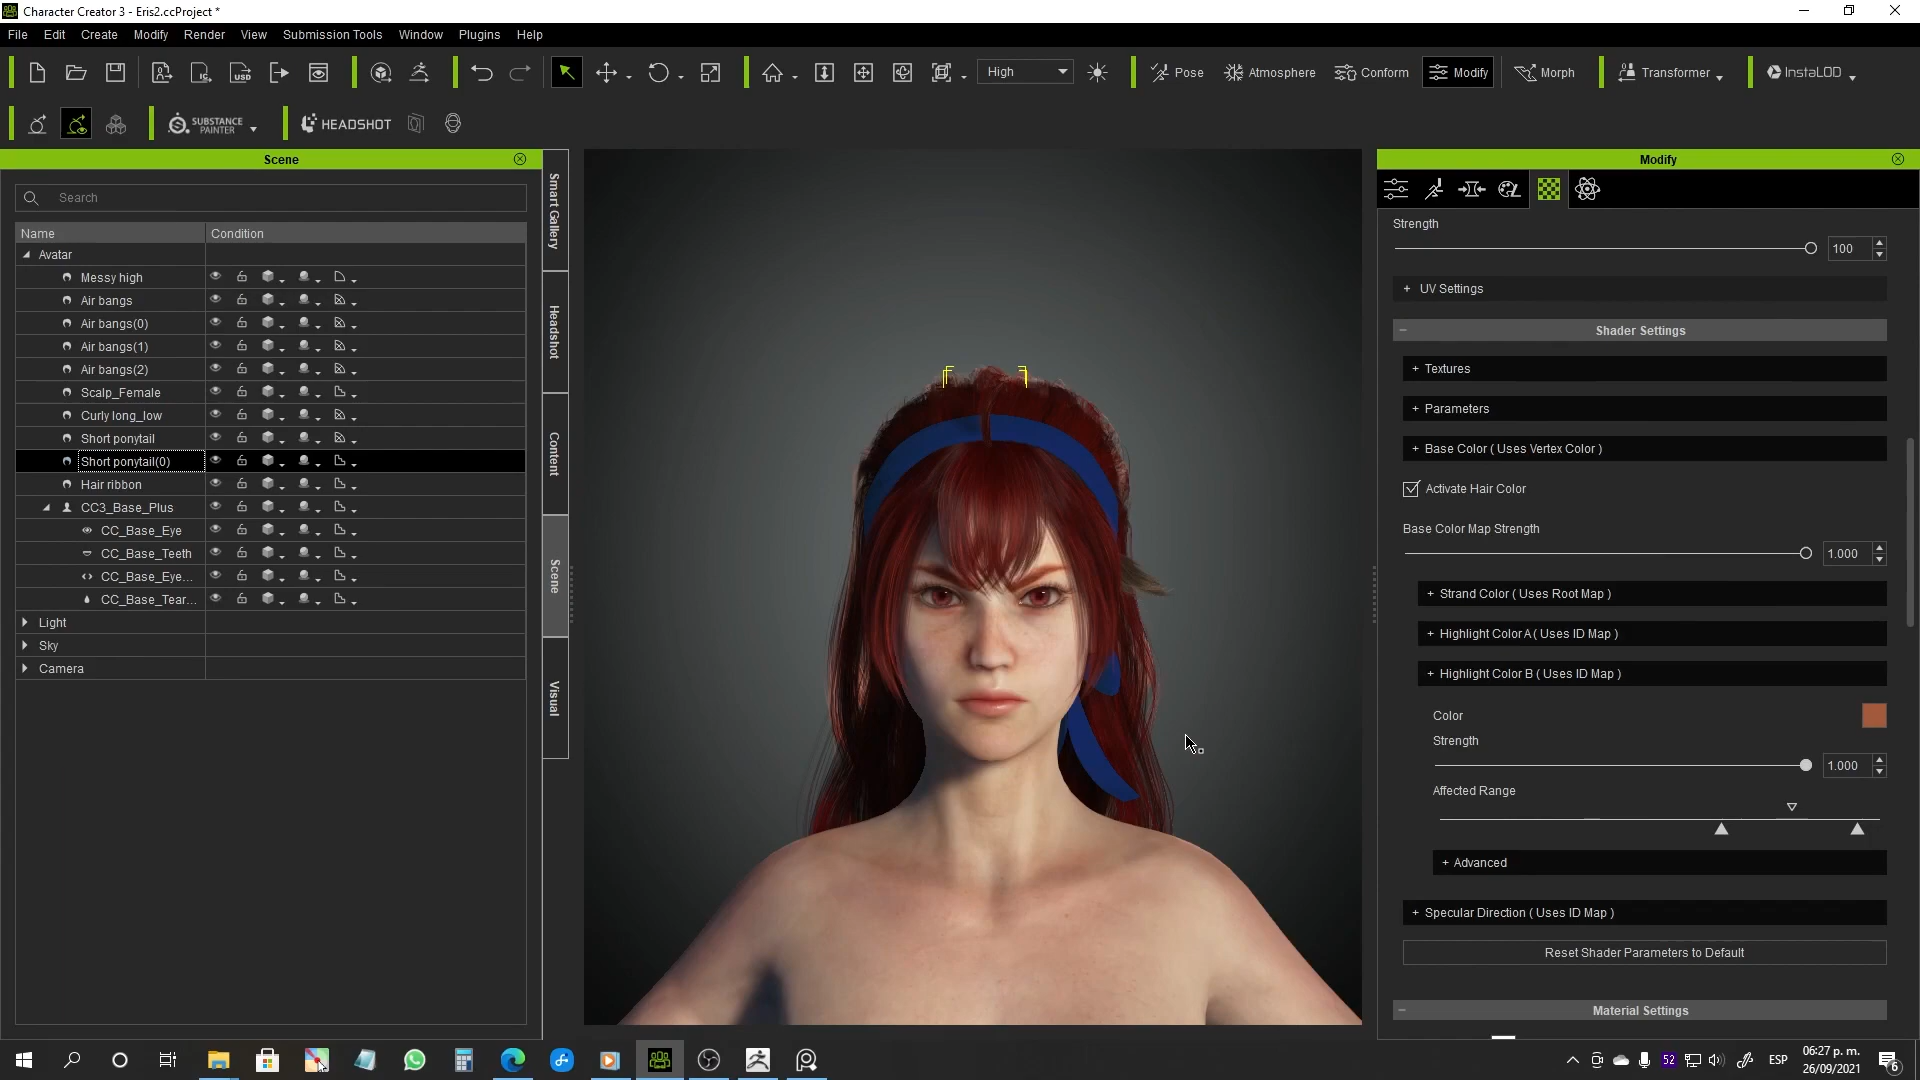 Character Creator 3 - Eris2.ccProject *
File Edit Create Modify Render View Submission Tools Window Plugins Help
High Pose Atmosphere Conform Modify Morph Transformer InstaLOD
SUBSTANCE PAINTER HEADSHOT
Scene
Search
Name Condition
Avatar
Messy high
Air bangs
Air bangs(0)
Air bangs(1)
Air bangs(2)
Scalp_Female
Curly long_low
Short ponytail
Short ponytail(0)
Hair ribbon
CC3_Base_Plus
CC_Base_Eye
CC_Base_Teeth
CC_Base_Eye...
CC_Base_Tear...
Light
Sky
Camera
Smart Gallery
Headshot
Content
Scene
Visual
Modify
Strength
100
+ UV Settings
Shader Settings
+ Textures
+ Parameters
+ Base Color ( Uses Vertex Color )
Activate Hair Color
Base Color Map Strength
1.000
+ Strand Color ( Uses Root Map )
+ Highlight Color A ( Uses ID Map )
+ Highlight Color B ( Uses ID Map )
Color
Strength
1.000
Affected Range
+ Advanced
+ Specular Direction ( Uses ID Map )
Reset Shader Parameters to Default
Material Settings
52 ESP 06:27 p. m.
26/09/2021
6